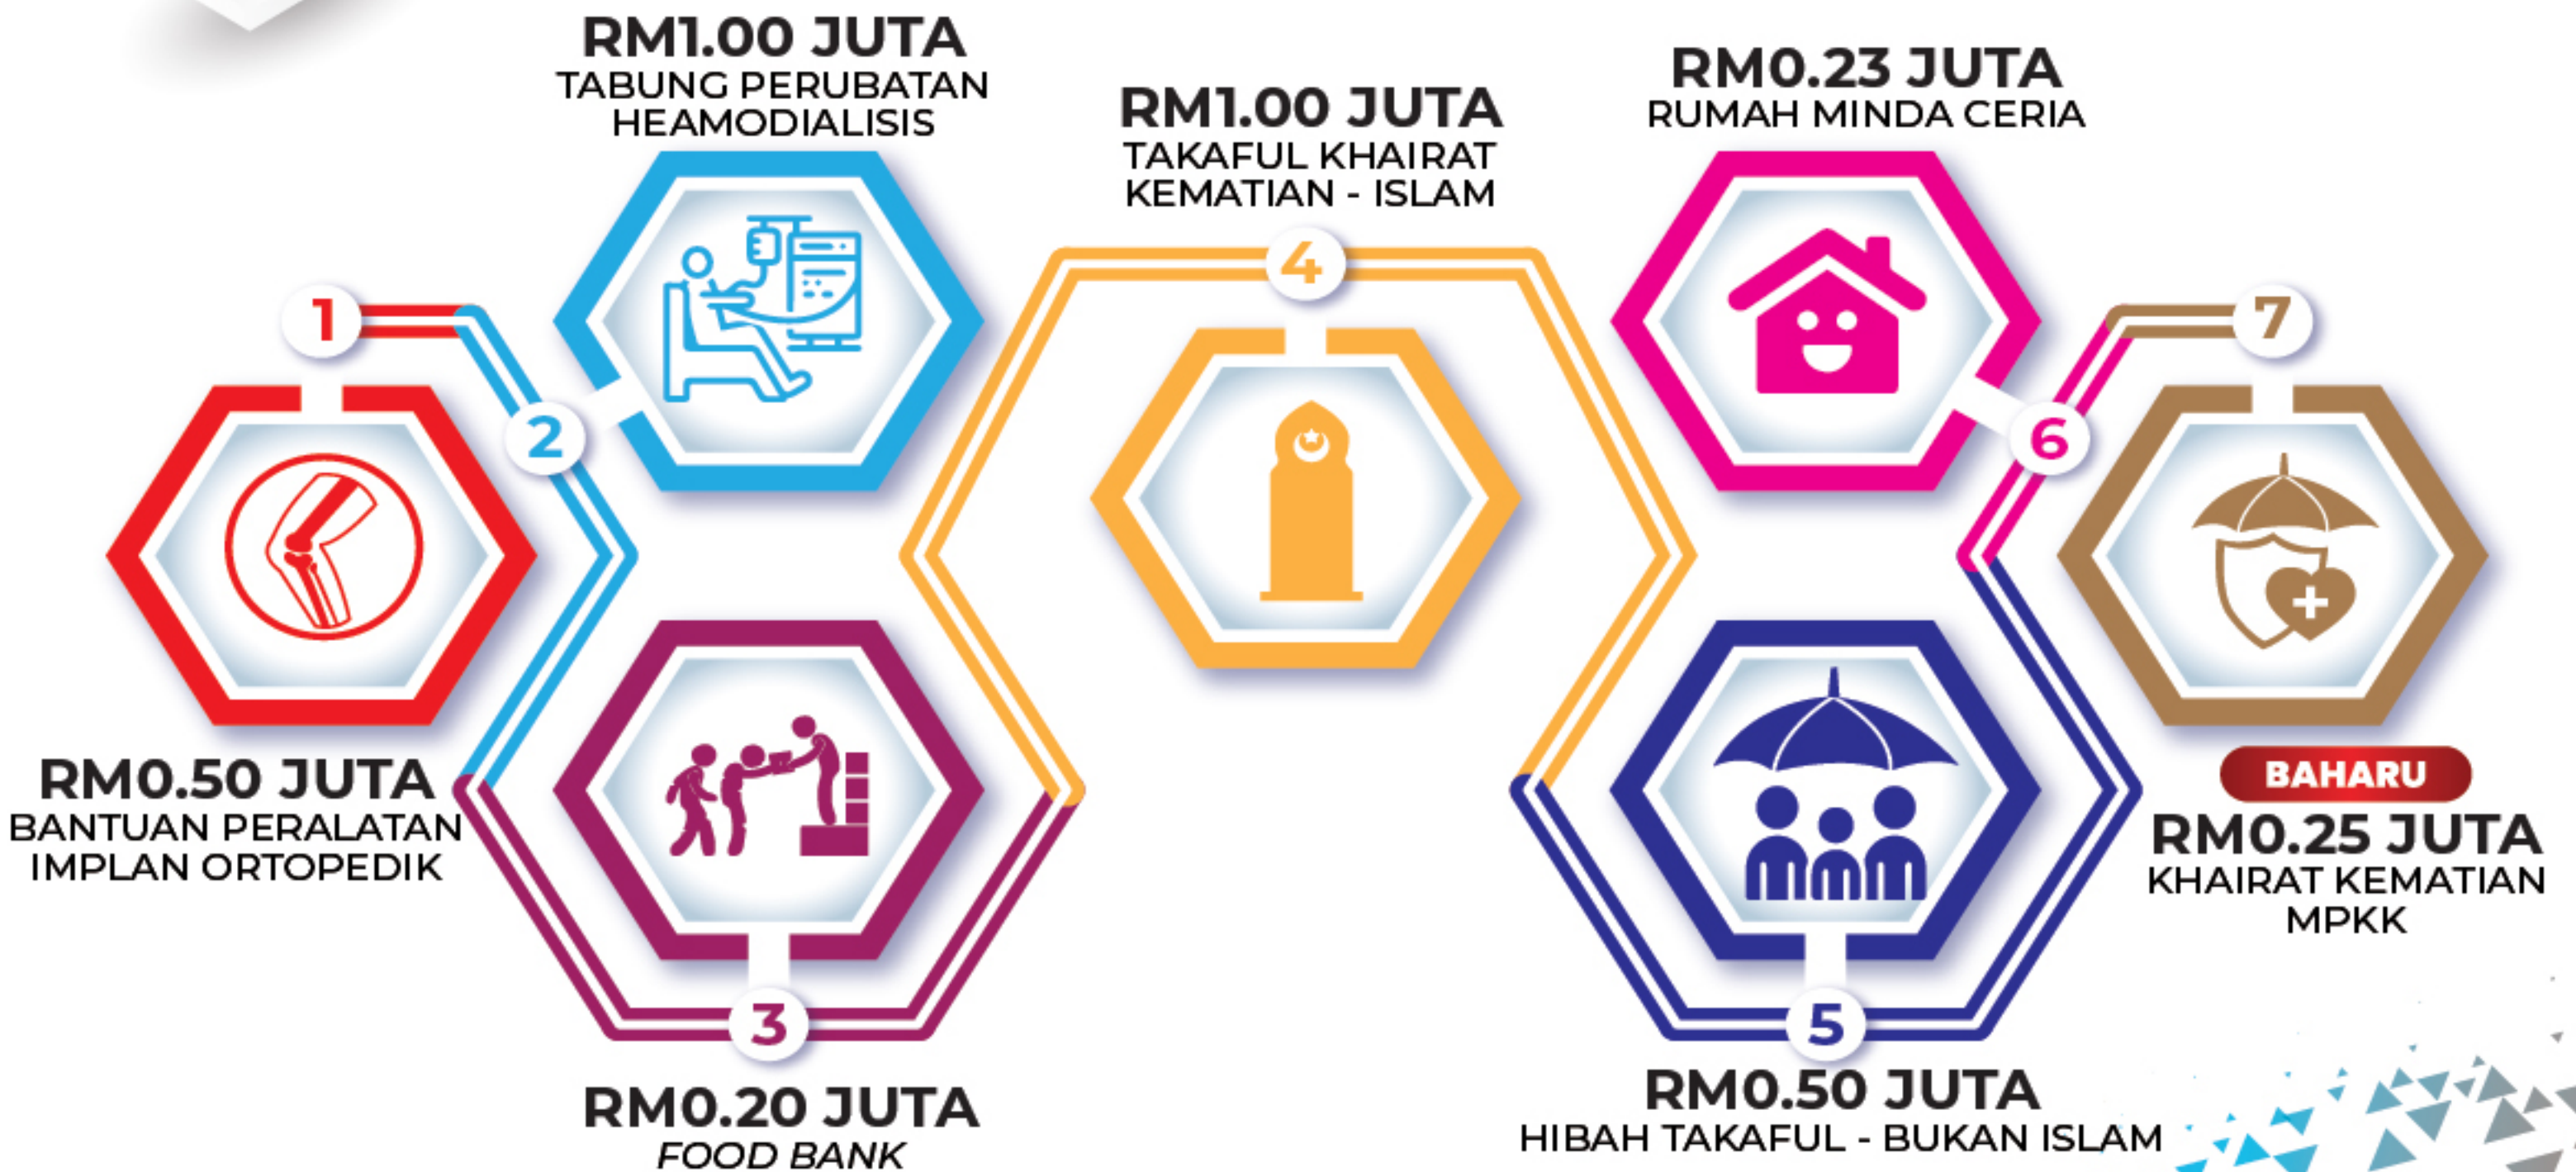 1
RM0.50 JUTA
BANTUAN PERALATAN
IMPLAN ORTOPEDIK
2
RM1.00 JUTA
TABUNG PERUBATAN
HEAMODIALISIS
3
RM0.20 JUTA
FOOD BANK
4
RM1.00 JUTA
TAKAFUL KHAIRAT
KEMATIAN - ISLAM
5
RM0.50 JUTA
HIBAH TAKAFUL - BUKAN ISLAM
6
RM0.23 JUTA
RUMAH MINDA CERIA
7
BAHARU
RM0.25 JUTA
KHAIRAT KEMATIAN
MPKK